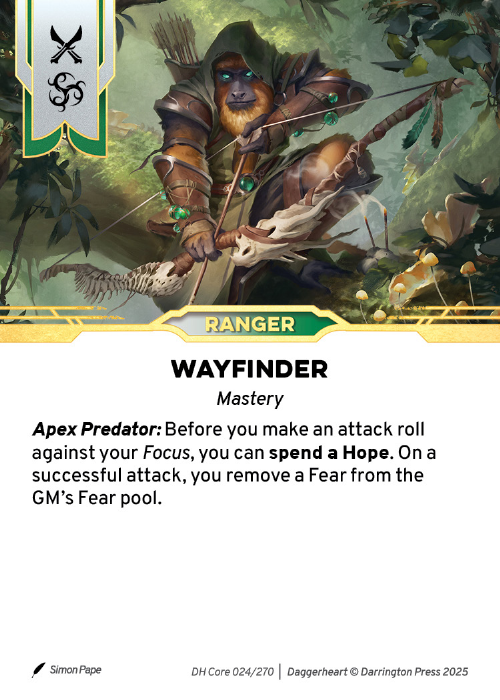 RANGER
WAYFINDER
Mastery
Apex Predator: Before you make an attack roll
against your Focus, you can spend a Hope. On a
successful attack, you remove a Fear from the
GM's Fear pool.
Simon Pape
DH Core 024/270 | Daggerheart © Darrington Press 2025